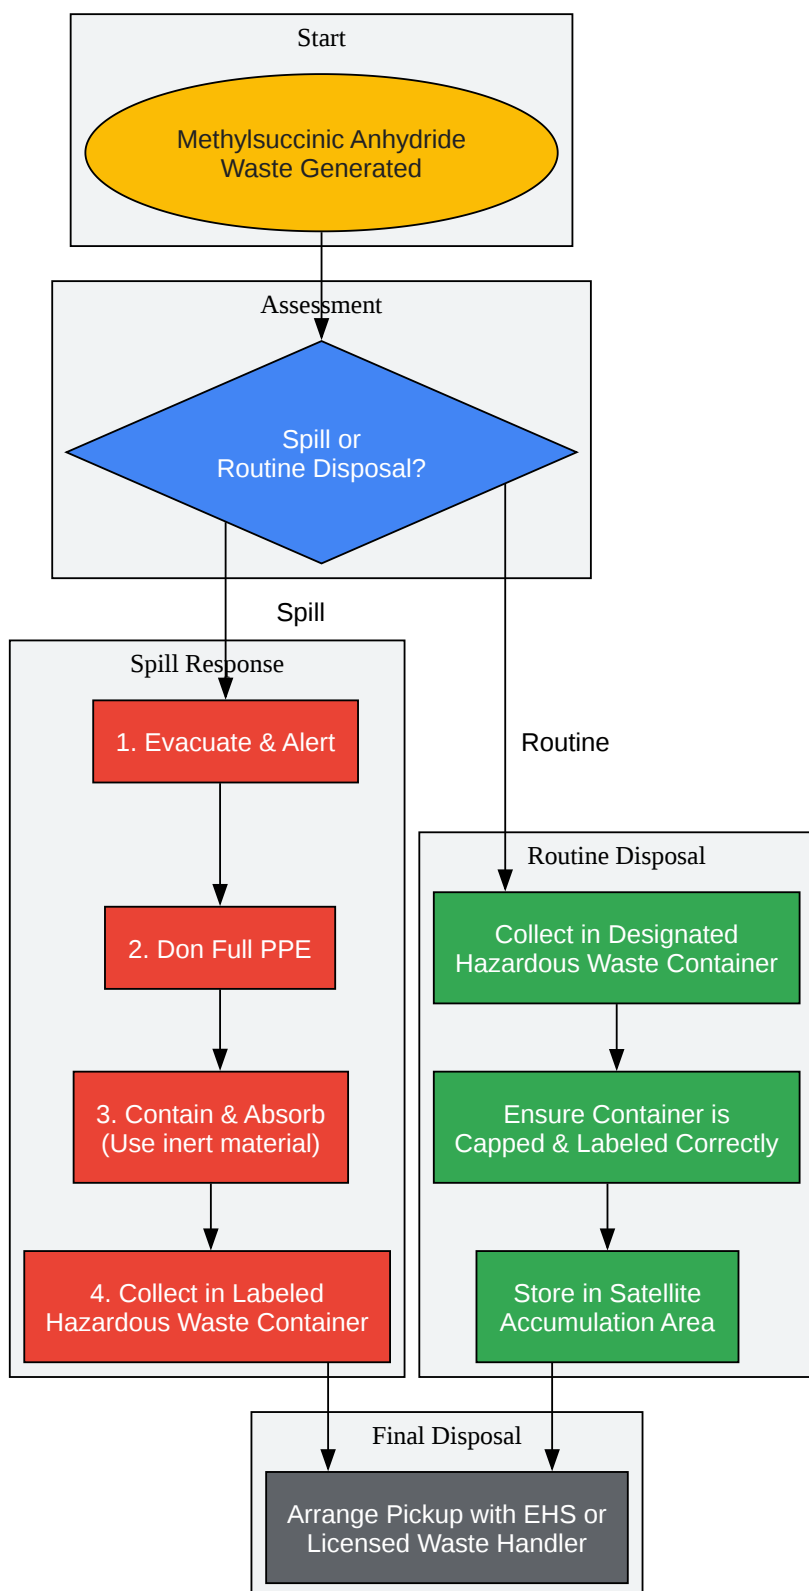 Start
Methylsuccinic Anhydride
Waste Generated
Assessment
Spill or
Routine Disposal?
Spill
Spill Response
1. Evacuate & Alert
2. Don Full PPE
3. Contain & Absorb
(Use inert material)
4. Collect in Labeled
Hazardous Waste Container
Routine
Routine Disposal
Collect in Designated
Hazardous Waste Container
Ensure Container is
Capped & Labeled Correctly
Store in Satellite
Accumulation Area
Final Disposal
Arrange Pickup with EHS or
Licensed Waste Handler